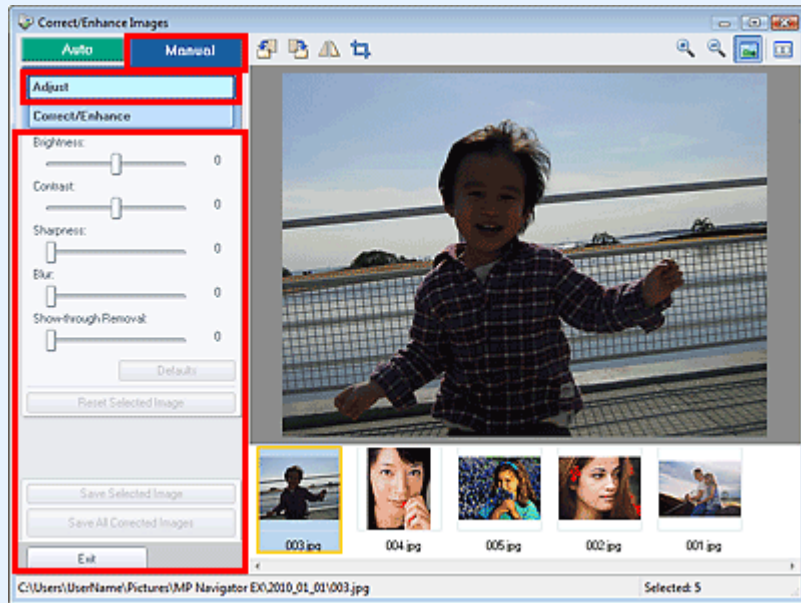 Correct/Enhance Images
Auto
Manual
Adjust
Correct/Enhance
Brightness:
0
Contrast:
0
Sharpness:
0
Blur:
0
Show-through Removal:
0
Defaults
Reset Selected Image
Save Selected Image
Save All Corrected Images
Exit
003.jpg
004.jpg
005.jpg
002.jpg
001.jpg
C:\Users\UserName\Pictures\MP Navigator EX\2010_01_01\003.jpg
Selected: 5